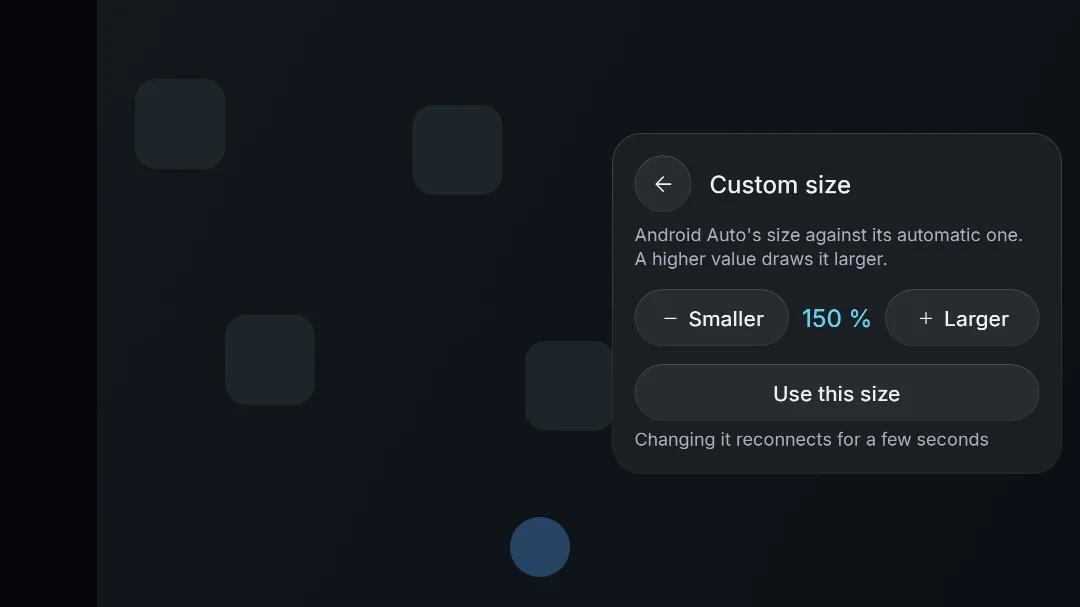 Custom size
Android Auto's size against its automatic one.
A higher value draws it larger.
− Smaller 150 % + Larger
Use this size
Changing it reconnects for a few seconds